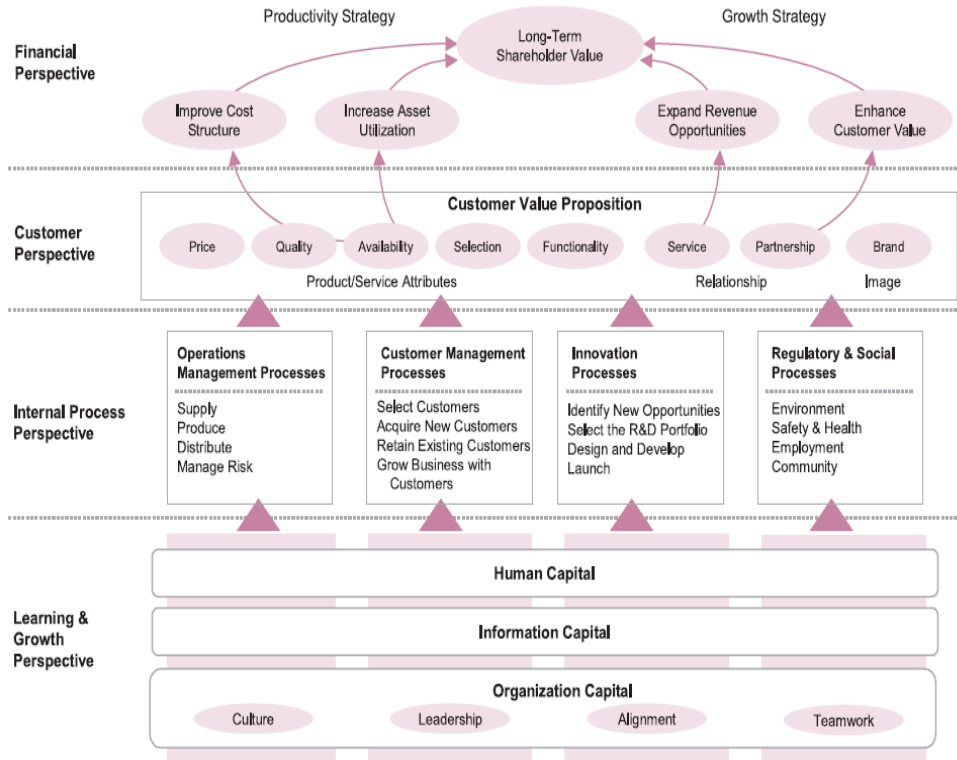 Productivity Strategy
Growth Strategy
Financial
Perspective
Long-Term
Shareholder Value
Improve Cost
Structure
Increase Asset
Utilization
Expand Revenue
Opportunities
Enhance
Customer Value
Customer
Perspective
Customer Value Proposition
Price
Quality
Availability
Selection
Functionality
Service
Partnership
Brand
Product/Service Attributes
Relationship
Image
Internal Process
Perspective
Operations
Management Processes
Supply
Produce
Distribute
Manage Risk
Customer Management
Processes
Select Customers
Acquire New Customers
Retain Existing Customers
Grow Business with
Customers
Innovation
Processes
Identify New Opportunities
Select the R&D Portfolio
Design and Develop
Launch
Regulatory & Social
Processes
Environment
Safety & Health
Employment
Community
Learning &
Growth
Perspective
Human Capital
Information Capital
Organization Capital
Culture
Leadership
Alignment
Teamwork